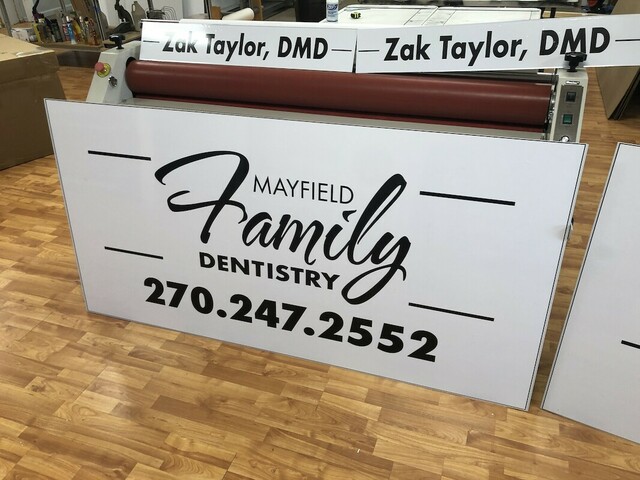 Zak Taylor, DMD
Zak Taylor, DMD
MAYFIELD
Family
DENTISTRY
270.247.2552